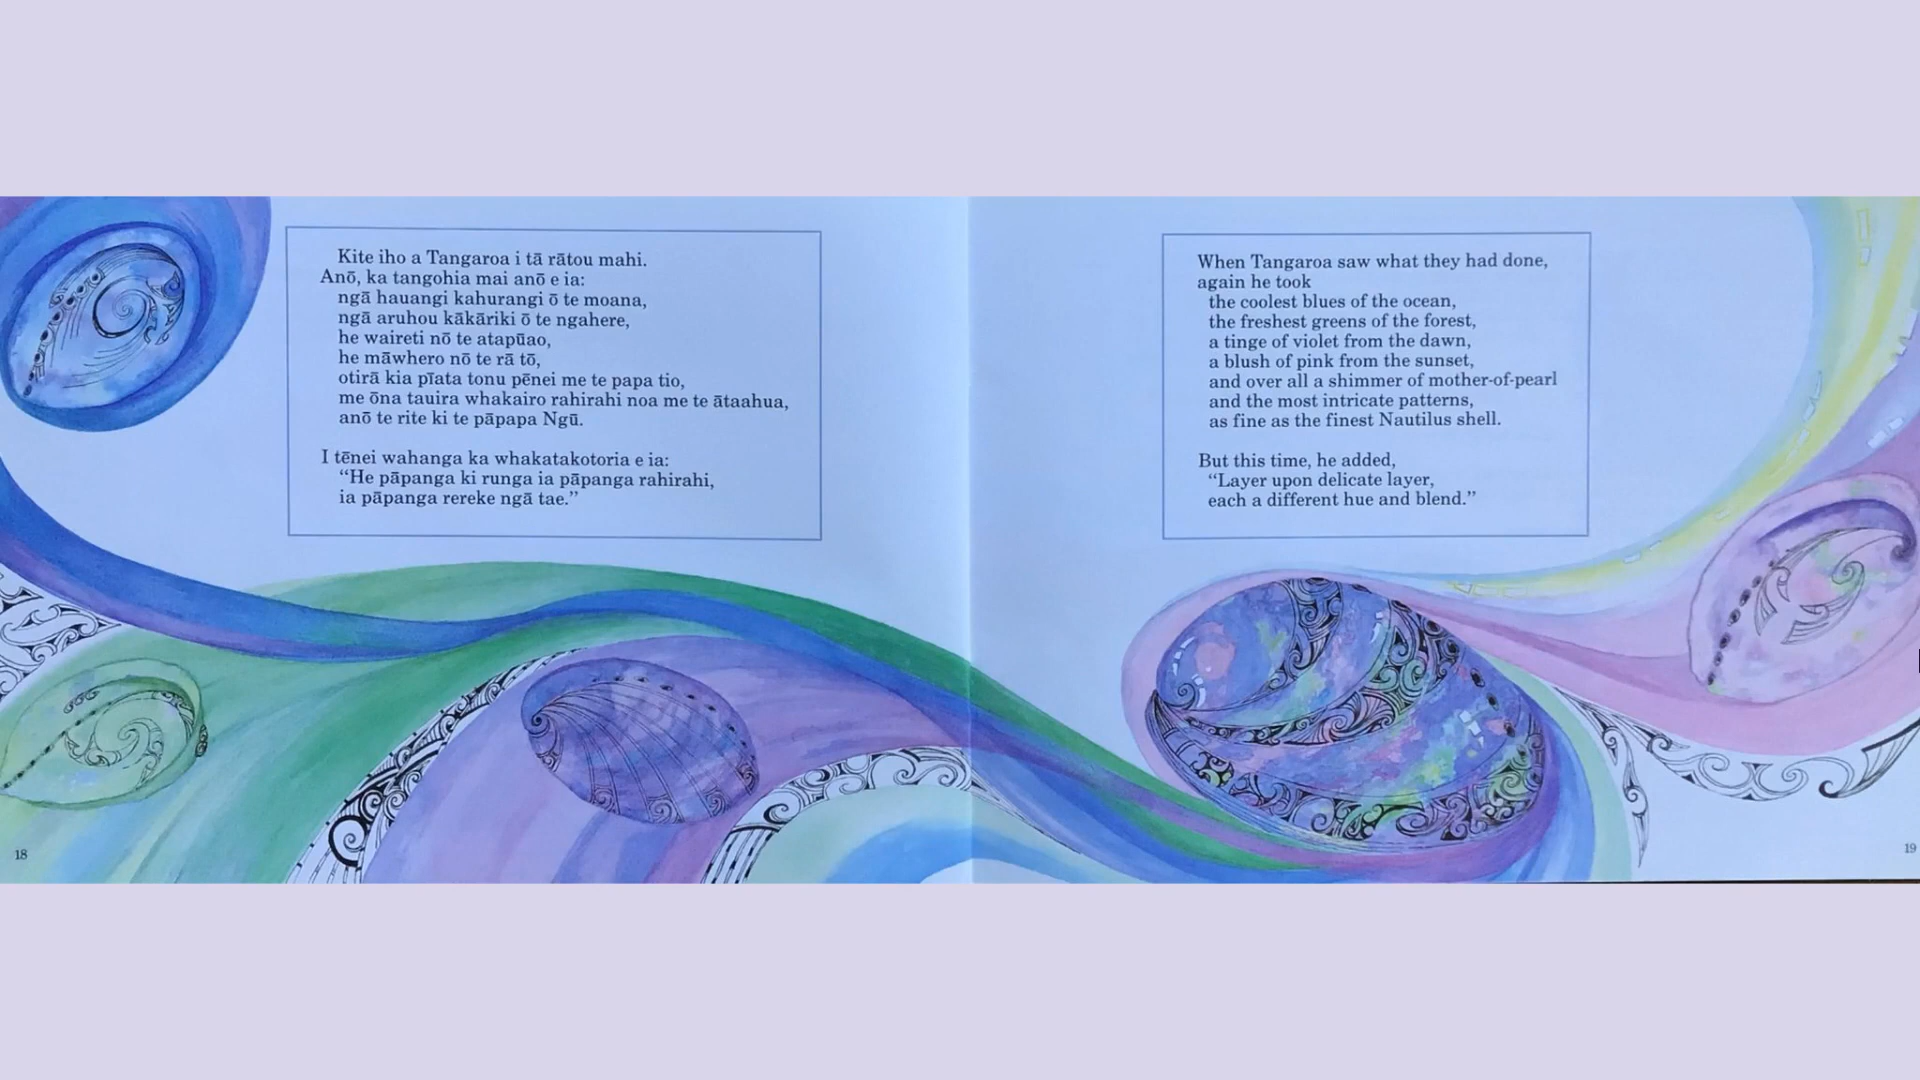 Kite iho a Tangaroa i tā rātou mahi.
Anō, ka tangohia mai anō e ia:
ngā hauangi kahurangi ō te moana,
ngā aruhou kākāriki ō te ngahere,
he waireti nō te atapūao,
he māwhero nō te rā tō,
otirā kia pīata tonu pēnei me te papa tio,
me ōna tauira whakairo rahirahi noa me te ātaahua,
anō te rite ki te pāpapa Ngū.
I tēnei wahanga ka whakatakotoria e ia:
“He pāpanga ki runga ia pāpanga rahirahi,
ia pāpanga rereke ngā tae.”
18
When Tangaroa saw what they had done,
again he took
the coolest blues of the ocean,
the freshest greens of the forest,
a tinge of violet from the dawn,
a blush of pink from the sunset,
and over all a shimmer of mother-of-pearl
and the most intricate patterns,
as fine as the finest Nautilus shell.
But this time, he added,
“Layer upon delicate layer,
each a different hue and blend.”
19